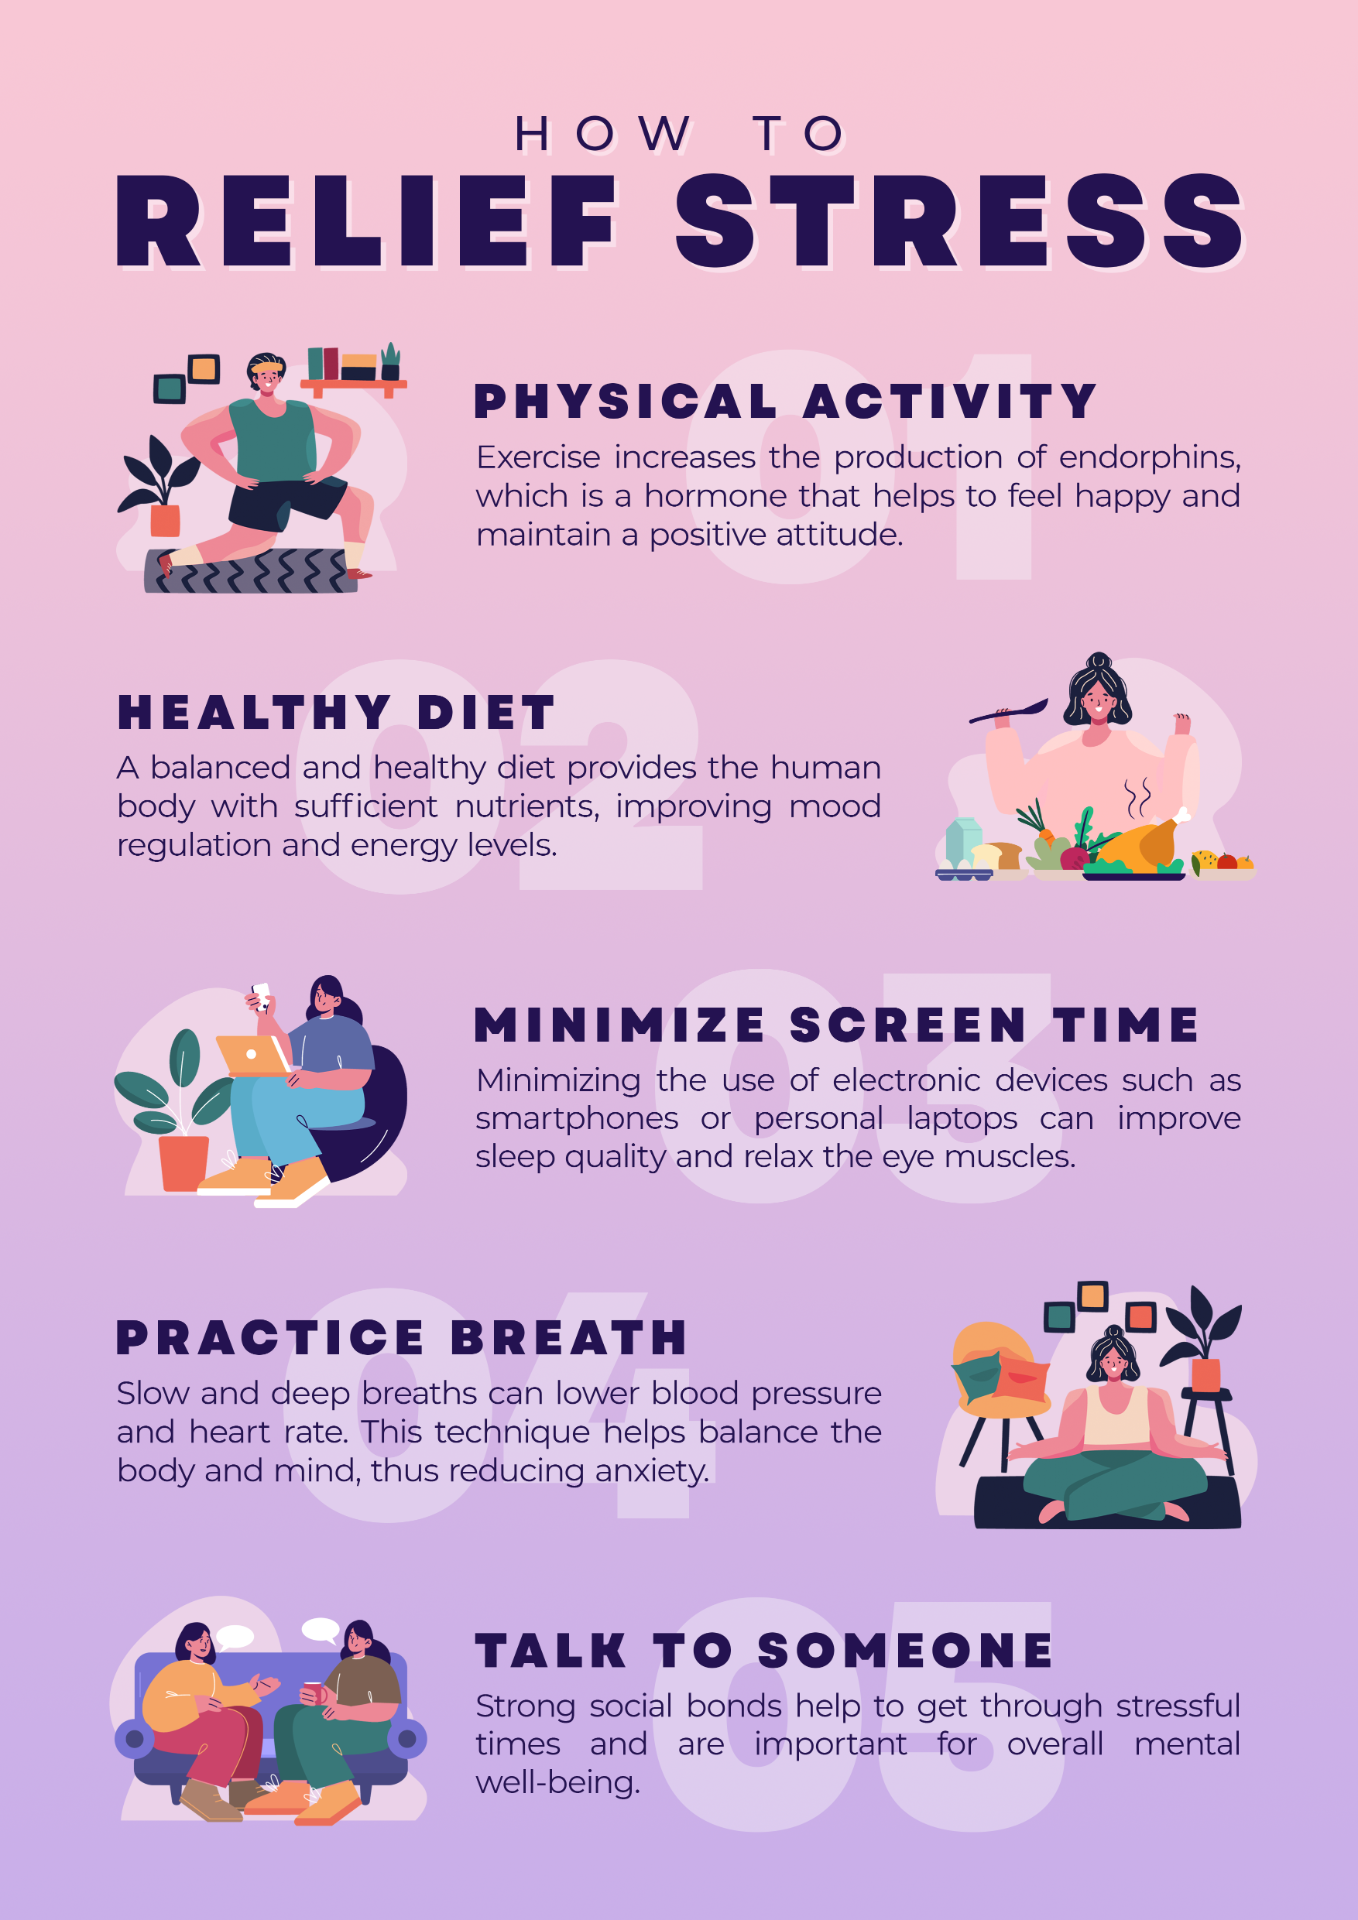 HOW TO
RELIEF STRESS
01
PHYSICAL ACTIVITY
Exercise increases the production of endorphins,
which is a hormone that helps to feel happy and
maintain a positive attitude.
02
HEALTHY DIET
A balanced and healthy diet provides the human
body with sufficient nutrients, improving mood
regulation and energy levels.
03
MINIMIZE SCREEN TIME
Minimizing the use of electronic devices such as
smartphones or personal laptops can improve
sleep quality and relax the eye muscles.
04
PRACTICE BREATH
Slow and deep breaths can lower blood pressure
and heart rate. This technique helps balance the
body and mind, thus reducing anxiety.
05
TALK TO SOMEONE
Strong social bonds help to get through stressful
times and are important for overall mental
well-being.